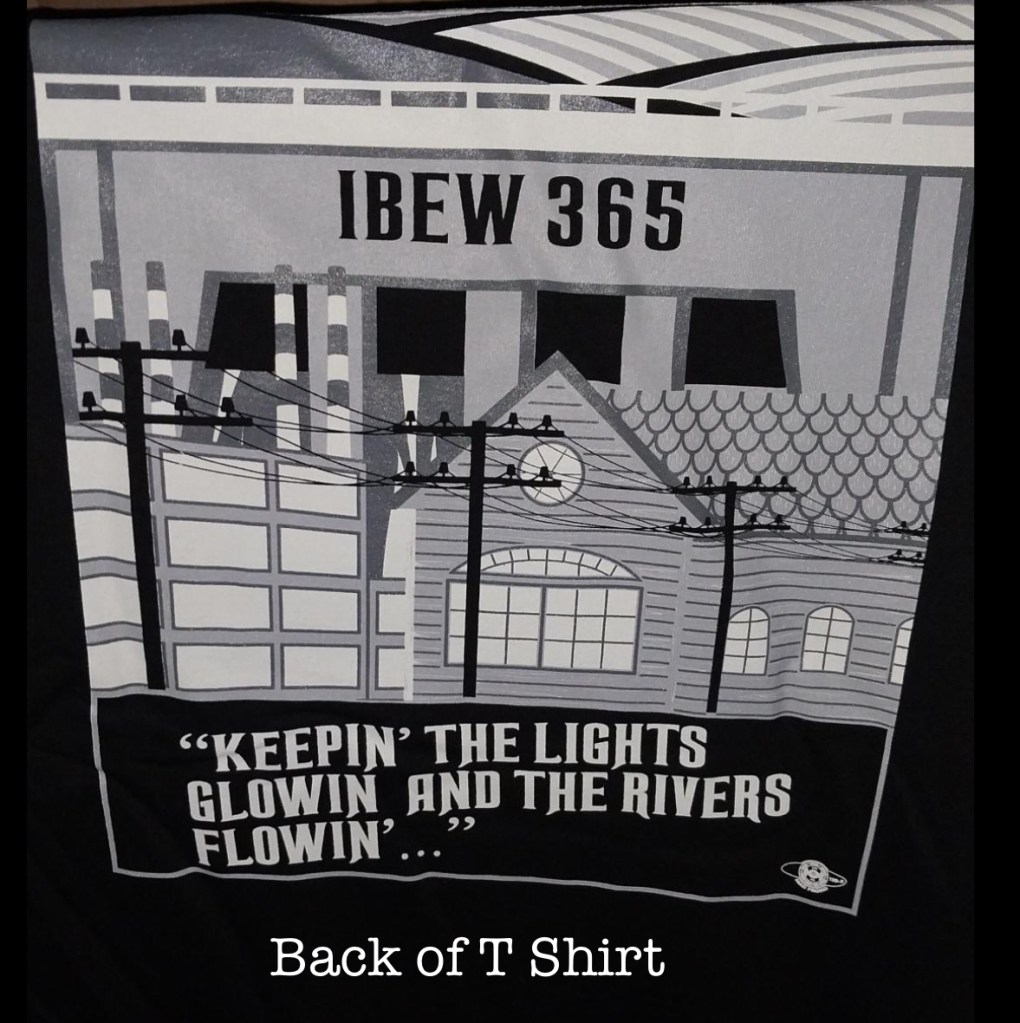 IBEW 365
“KEEPIN’ THE LIGHTS
GLOWIN AND THE RIVERS
FLOWIN’...”
Back of T Shirt